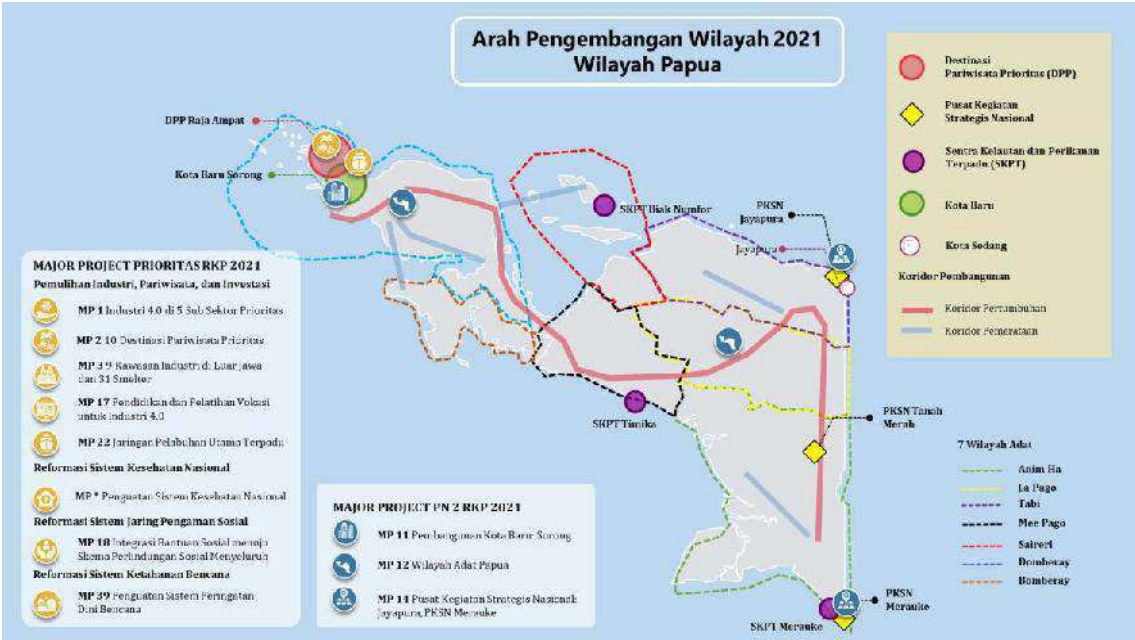 Arah Pengembangan Wilayah 2021
Wilayah Papua
DPP Raja Ampat
Kota Baru Sorong
SKPT Biak Numfor
PKSN
Jayapura
Jayapura
SKPT Timika
PKSN Tanah
Merah
SKPT Merauke
PKSN
Merauke
Destinasi
Pariwisata Prioritas (DPP)
Pusat Kegiatan
Strategis Nasional
Sentra Kelautan dan Perikanan
Terpadu (SKPT)
Kota Baru
Kota Sedang
Koridor Pembangunan
Koridor Pertumbuhan
Koridor Pemerataan
7 Wilayah Adat
Anim Ha
La Pago
Tabi
Mee Pago
Saireri
Domberay
Bomberay
MAJOR PROJECT PRIORITAS RKP 2021
Pemulihan Industri, Pariwisata, dan Investasi
MP 1 Industri 4.0 di 5 Sub Sektor Prioritas
MP 2 10 Destinasi Pariwisata Prioritas
MP 3 9 Kawasan Industri di Luar Jawa
dan 31 Smelter
MP 17 Pendidikan dan Pelatihan Vokasi
untuk Industri 4.0
MP 22 Jaringan Pelabuhan Utama Terpadu
Reformasi Sistem Kesehatan Nasional
MP * Penguatan Sistem Kesehatan Nasional
Reformasi Sistem Jaring Pengaman Sosial
MP 18 Integrasi Bantuan Sosial menuju
Skema Perlindungan Sosial Menyeluruh
Reformasi Sistem Ketahanan Bencana
MP 39 Penguatan Sistem Peringatan
Dini Bencana
MAJOR PROJECT PN 2 RKP 2021
MP 11 Pembangunan Kota Baru: Sorong
MP 12 Wilayah Adat Papua
MP 14 Pusat Kegiatan Strategis Nasional:
Jayapura, PKSN Merauke